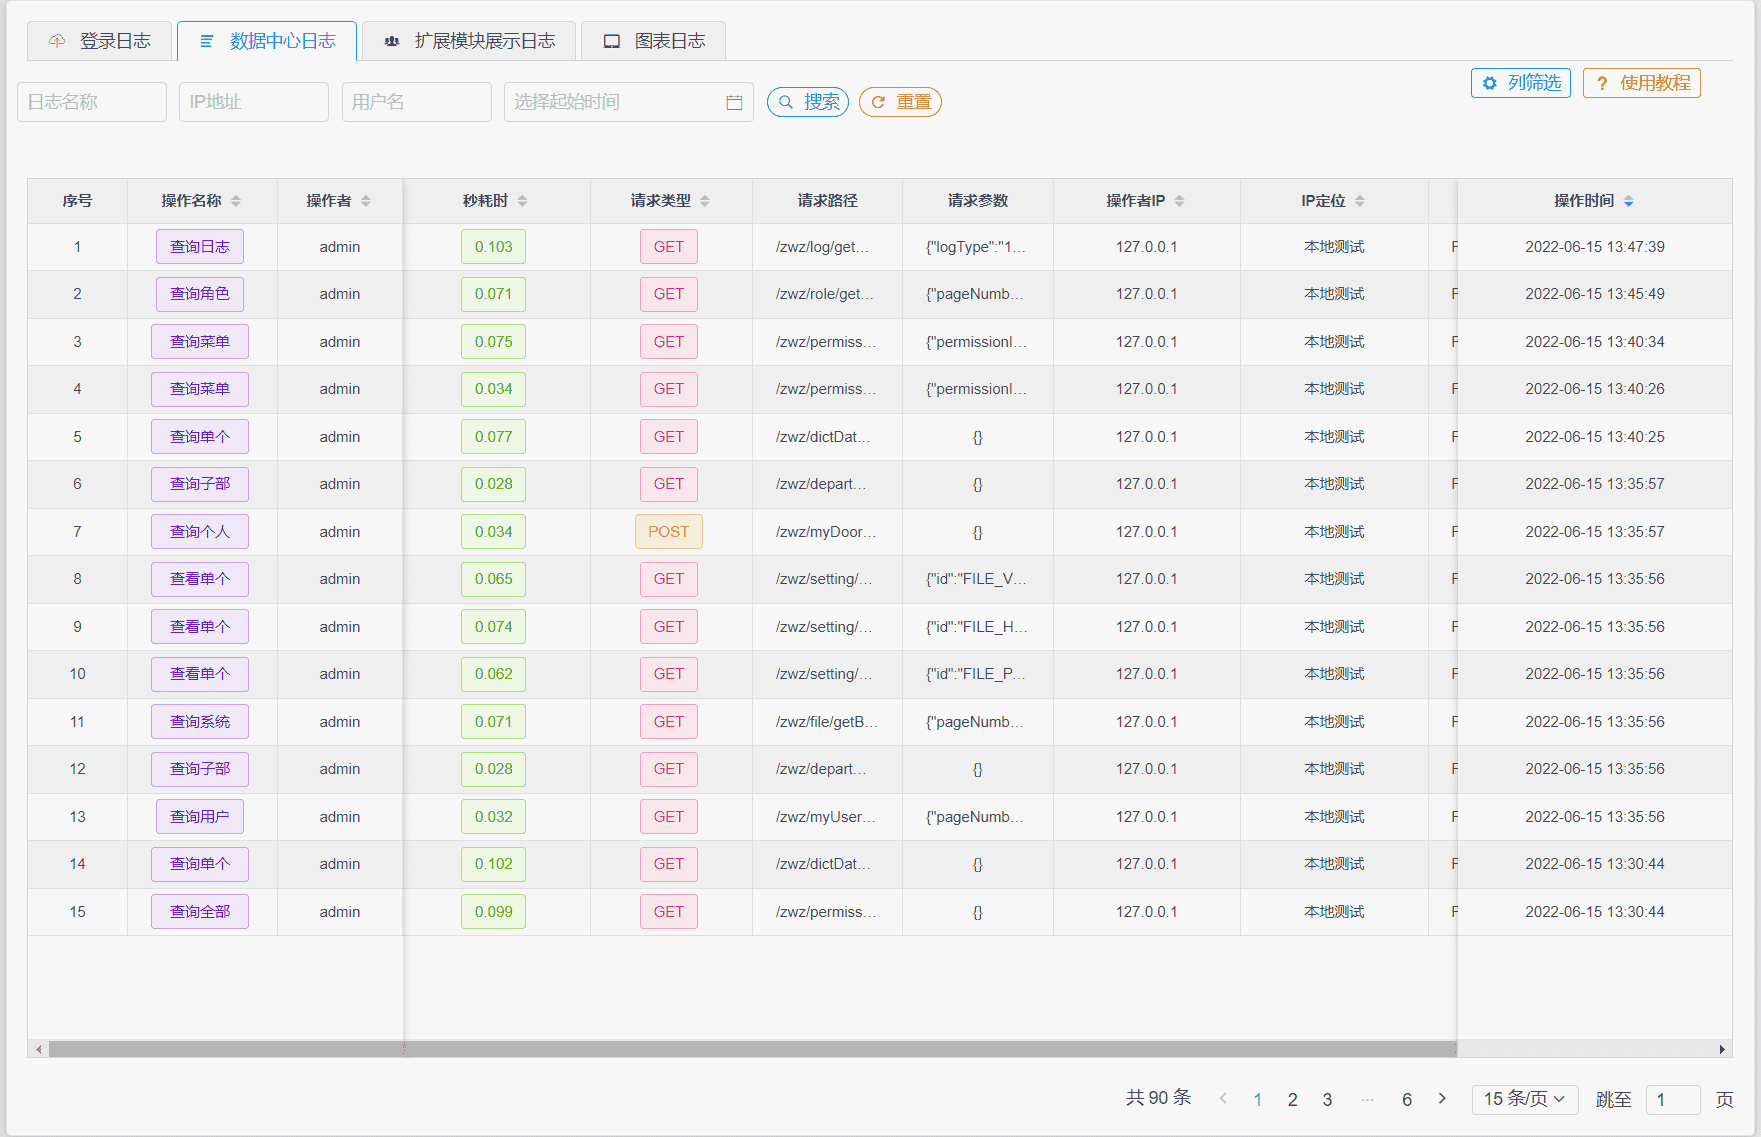 登录日志 数据中心日志 扩展模块展示日志 图表日志
日志名称 IP地址 用户名 选择起始时间 搜索 重置 列筛选 ? 使用教程
序号 操作名称 操作者 秒耗时 请求类型 请求路径 请求参数 操作者IP IP定位 操作时间
1 查询日志 admin 0.103 GET /zwz/log/get... {"logType":"1... 127.0.0.1 本地测试 F 2022-06-15 13:47:39
2 查询角色 admin 0.071 GET /zwz/role/get... {"pageNumb... 127.0.0.1 本地测试 F 2022-06-15 13:45:49
3 查询菜单 admin 0.075 GET /zwz/permiss... {"permissionI... 127.0.0.1 本地测试 F 2022-06-15 13:40:34
4 查询菜单 admin 0.034 GET /zwz/permiss... {"permissionI... 127.0.0.1 本地测试 F 2022-06-15 13:40:26
5 查询单个 admin 0.077 GET /zwz/dictDat... {} 127.0.0.1 本地测试 F 2022-06-15 13:40:25
6 查询子部 admin 0.028 GET /zwz/depart... {} 127.0.0.1 本地测试 F 2022-06-15 13:35:57
7 查询个人 admin 0.034 POST /zwz/myDoor... {} 127.0.0.1 本地测试 F 2022-06-15 13:35:57
8 查看单个 admin 0.065 GET /zwz/setting/... {"id":"FILE_V... 127.0.0.1 本地测试 F 2022-06-15 13:35:56
9 查看单个 admin 0.074 GET /zwz/setting/... {"id":"FILE_H... 127.0.0.1 本地测试 F 2022-06-15 13:35:56
10 查看单个 admin 0.062 GET /zwz/setting/... {"id":"FILE_P... 127.0.0.1 本地测试 F 2022-06-15 13:35:56
11 查询系统 admin 0.071 GET /zwz/file/getB... {"pageNumb... 127.0.0.1 本地测试 F 2022-06-15 13:35:56
12 查询子部 admin 0.028 GET /zwz/depart... {} 127.0.0.1 本地测试 F 2022-06-15 13:35:56
13 查询用户 admin 0.032 GET /zwz/myUser... {"pageNumb... 127.0.0.1 本地测试 F 2022-06-15 13:35:56
14 查询单个 admin 0.102 GET /zwz/dictDat... {} 127.0.0.1 本地测试 F 2022-06-15 13:30:44
15 查询全部 admin 0.099 GET /zwz/permiss... {} 127.0.0.1 本地测试 F 2022-06-15 13:30:44
共 90 条 1 2 3 ... 6 15 条/页 跳至 1 页